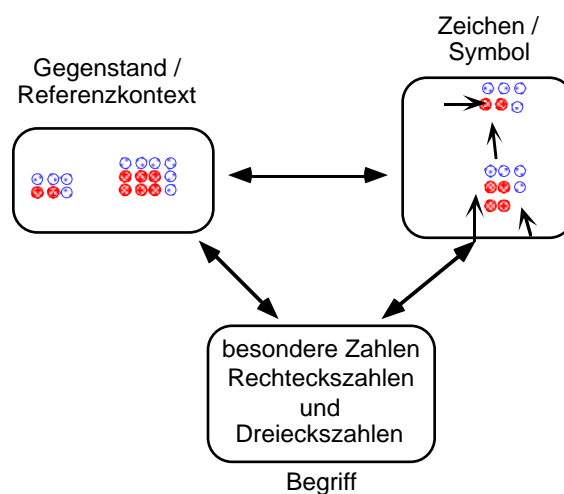 Gegenstand /
Referenzkontext
Zeichen /
Symbol
besondere Zahlen
Rechteckszahlen
und
Dreieckszahlen
Begriff